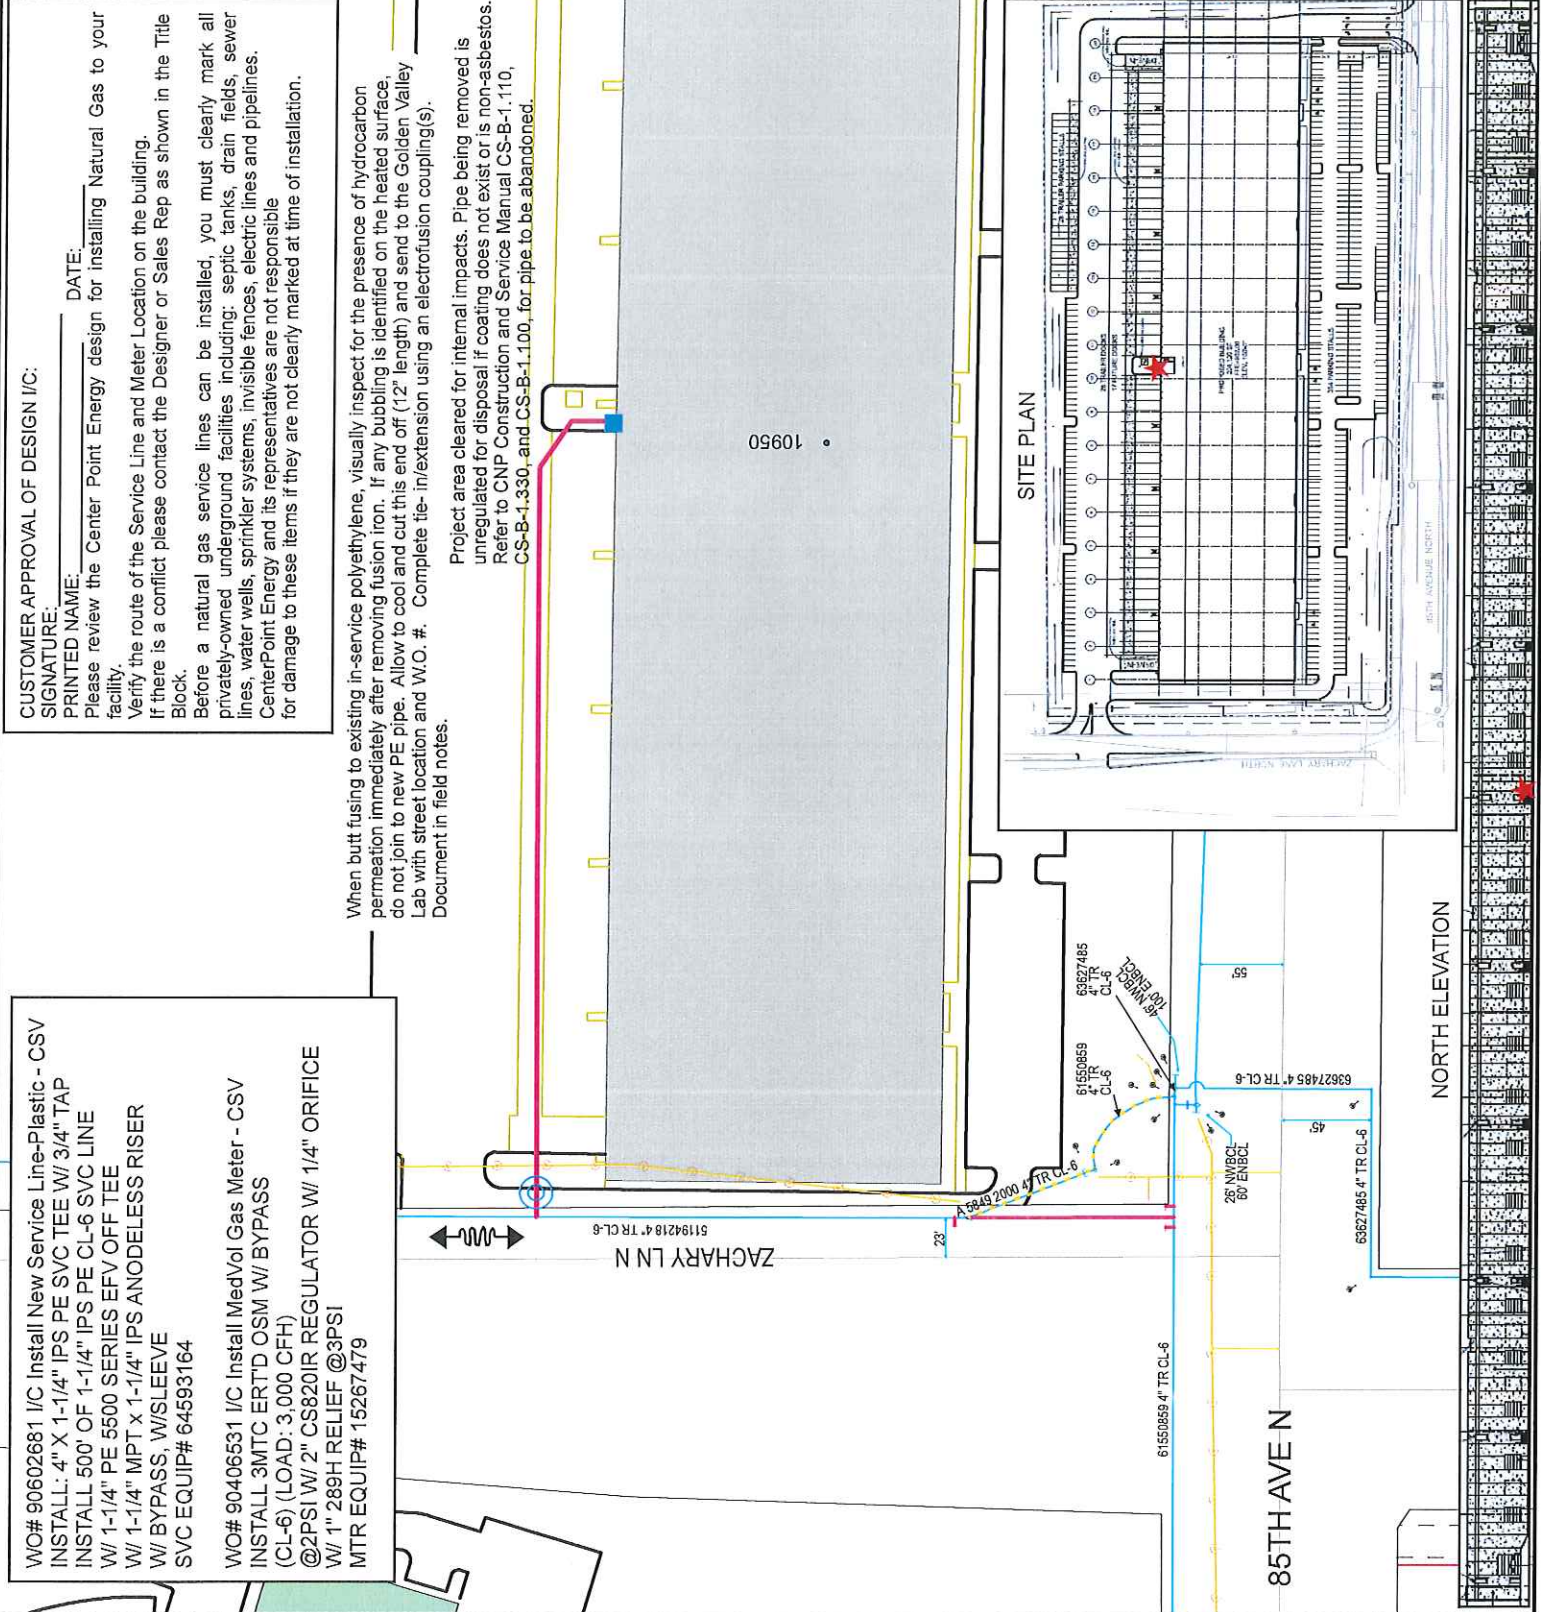 CUSTOMER APPROVAL OF DESIGN I/C:
SIGNATURE:
PRINTED NAME: DATE:
Please review the Center Point Energy design for installing Natural Gas to your
facility.
Verify the route of the Service Line and Meter Location on the building.
If there is a conflict please contact the Designer or Sales Rep as shown in the Title
Block.
Before a natural gas service lines can be installed, you must clearly mark all
privately-owned underground facilities including: septic tanks, drain fields, sewer
lines, water wells, sprinkler systems, invisible fences, electric lines and pipelines.
CenterPoint Energy and its representatives are not responsible
for damage to these items if they are not clearly marked at time of installation.
WO# 90602681 I/C Install New Service Line-Plastic - CSV
INSTALL: 4" X 1-1/4" IPS PE SVC TEE W/ 3/4" TAP
INSTALL 500' OF 1-1/4" IPS PE CL-6 SVC LINE
W/ 1-1/4" PE 5500 SERIES EFV OFF TEE
W/ 1-1/4" MPT x 1-1/4" IPS ANODELESS RISER
W/ BYPASS, W/SLEEVE
SVC EQUIP# 64593164
WO# 90406531 I/C Install MedVol Gas Meter - CSV
INSTALL 3MTC ERT'D OSM W/ BYPASS
(CL-6) (LOAD: 3,000 CFH)
@2PSI W/ 2" CS820IR REGULATOR W/ 1/4" ORIFICE
W/ 1" 289H RELIEF @3PSI
MTR EQUIP# 15267479
When butt fusing to existing in-service polyethylene, visually inspect for the presence of hydrocarbon
permeation immediately after removing fusion iron. If any bubbling is identified on the heated surface,
do not join to new PE pipe. Allow to cool and cut this end off (12" length) and send to the Golden Valley
Lab with street location and W.O. #. Complete tie- in/extension using an electrofusion coupling(s).
Document in field notes.
Project area cleared for internal impacts. Pipe being removed is
unregulated for disposal if coating does not exist or is non-asbestos.
Refer to CNP Construction and Service Manual CS-B-1.110,
CS-B-1.330, and CS-B-1.100, for pipe to be abandoned.
10950
ZACHARY LN N
5119421 8 4" TR CL-6
23'
A 5849 2000 4" TR CL-6
61550859
4" TR
CL-6
63627485
4" TR
CL-6
46' NWBCL
100' ENBCL
26' NWBCL
60' ENBCL
55'
45'
63627485 4" TR CL-6
63627485 4" TR CL-6
61550859 4" TR CL-6
85TH AVE N
SITE PLAN
28 TRAILER PARKING STALLS
PROPOSED BUILDING
ZACHARY LANE NORTH
85TH AVENUE NORTH
NORTH ELEVATION